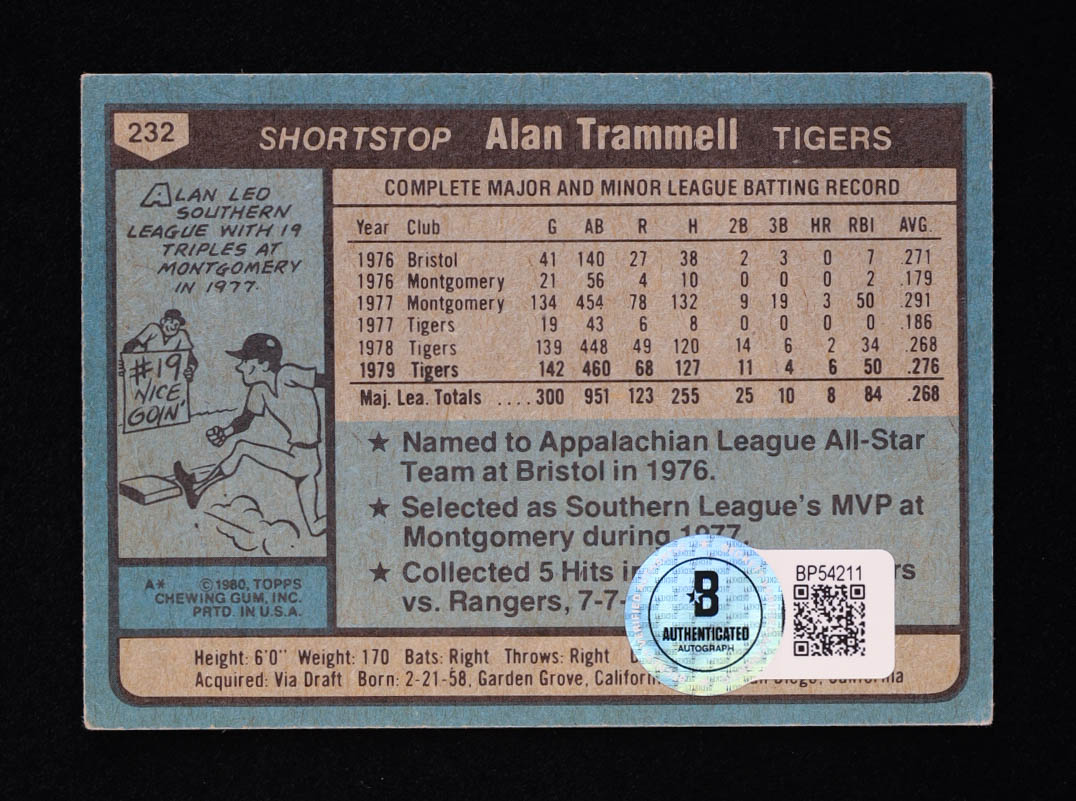 232 SHORTSTOP Alan Trammell TIGERS
ALAN LED
SOUTHERN
LEAGUE WITH 19
TRIPLES AT
MONTGOMERY
IN 1977.
#19
NICE
GOIN'
A* ©1980, TOPPS
CHEWING GUM, INC.
PRTD. IN U.S.A.
COMPLETE MAJOR AND MINOR LEAGUE BATTING RECORD
Year Club G AB R H 2B 3B HR RBI AVG.
1976 Bristol 41 140 27 38 2 3 0 7 .271
1976 Montgomery 21 56 4 10 0 0 0 2 .179
1977 Montgomery 134 454 78 132 9 19 3 50 .291
1977 Tigers 19 43 6 8 0 0 0 0 .186
1978 Tigers 139 448 49 120 14 6 2 34 .268
1979 Tigers 142 460 68 127 11 4 6 50 .276
Maj. Lea. Totals ....300 951 123 255 25 10 8 84 .268
★ Named to Appalachian League All-Star
Team at Bristol in 1976.
★ Selected as Southern League's MVP at
Montgomery during 1977.
★ Collected 5 Hits
vs. Rangers, 7-7-
BP54211
B
AUTHENTICATED
AUTOGRAPH
Height: 6'0" Weight: 170 Bats: Right Throws: Right
Acquired: Via Draft Born: 2-21-58, Garden Grove, Californ Diego, California